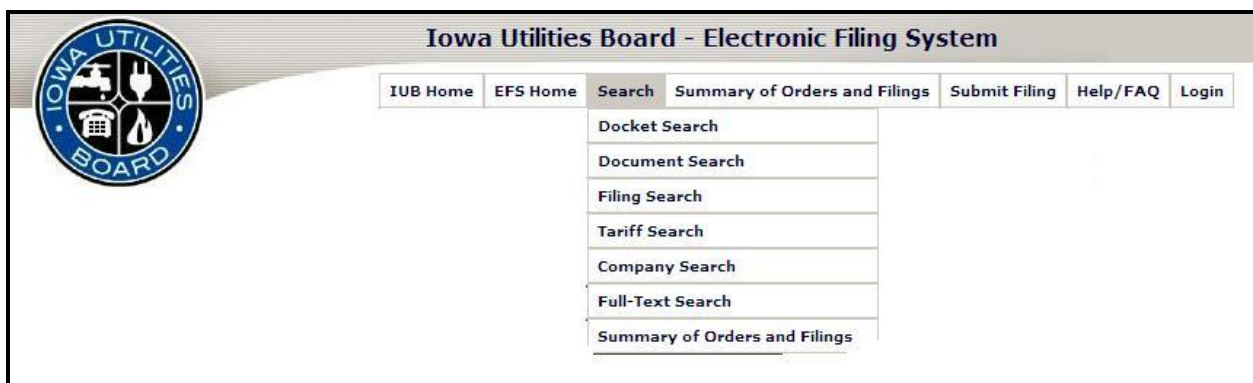 IOWA UTILITIES BOARD
Iowa Utilities Board - Electronic Filing System
IUB Home EFS Home Search Summary of Orders and Filings Submit Filing Help/FAQ Login
Docket Search
Document Search
Filing Search
Tariff Search
Company Search
Full-Text Search
Summary of Orders and Filings